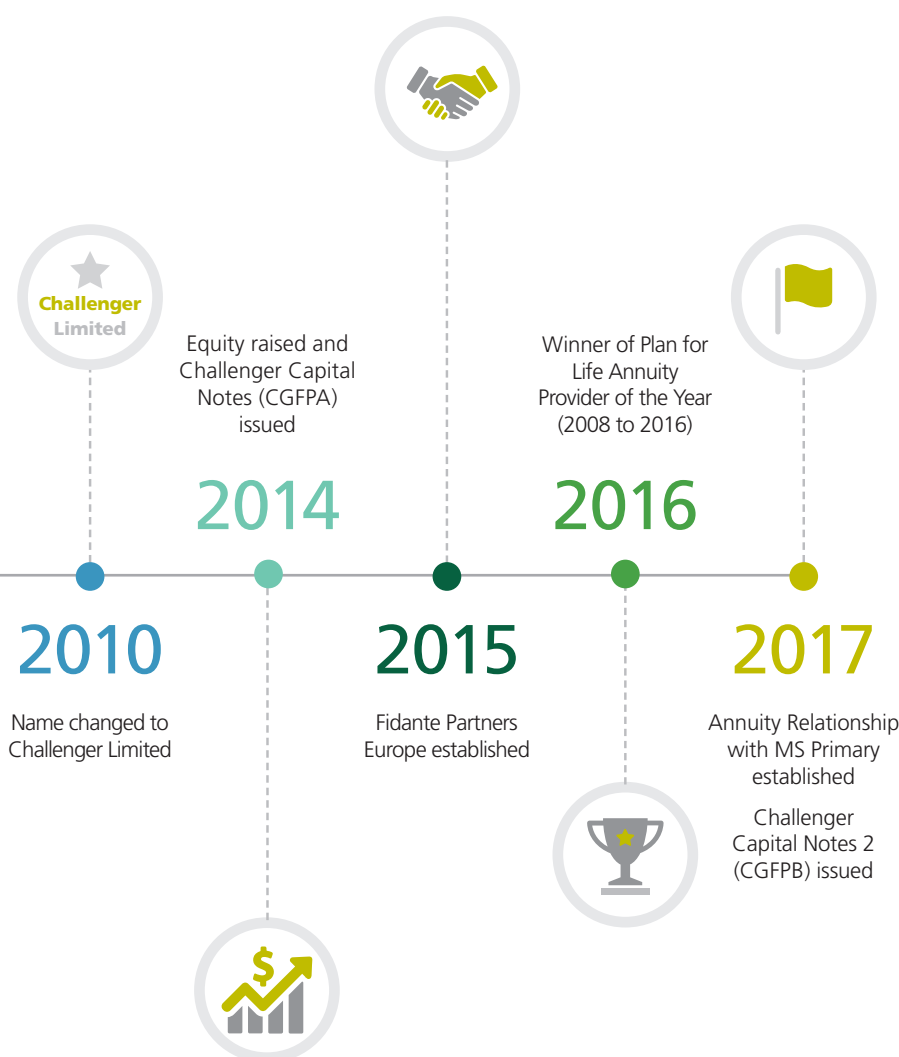 Challenger
Limited
2010
Name changed to
Challenger Limited
Equity raised and
Challenger Capital
Notes (CGFPA)
issued
2014
$
2015
Fidante Partners
Europe established
Winner of Plan for
Life Annuity
Provider of the Year
(2008 to 2016)
2016
2017
Annuity Relationship
with MS Primary
established
Challenger
Capital Notes 2
(CGFPB) issued